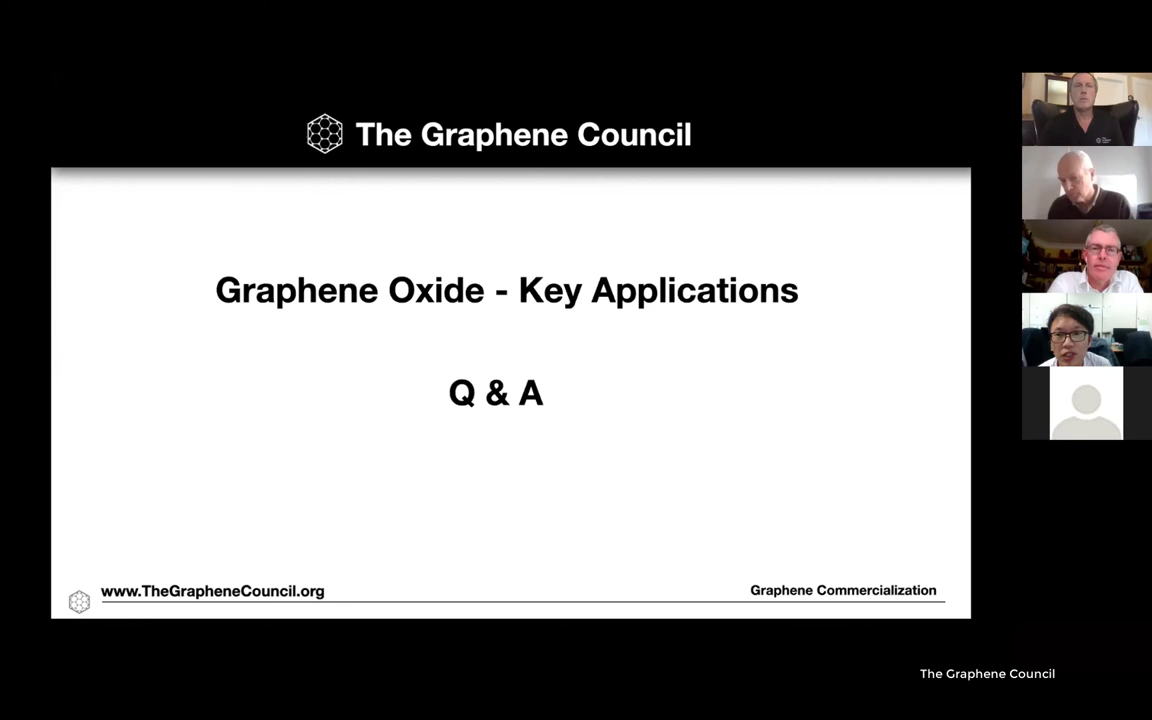 The Graphene Council
Graphene Oxide - Key Applications
Q & A
www.TheGrapheneCouncil.org
Graphene Commercialization
The Graphene Council